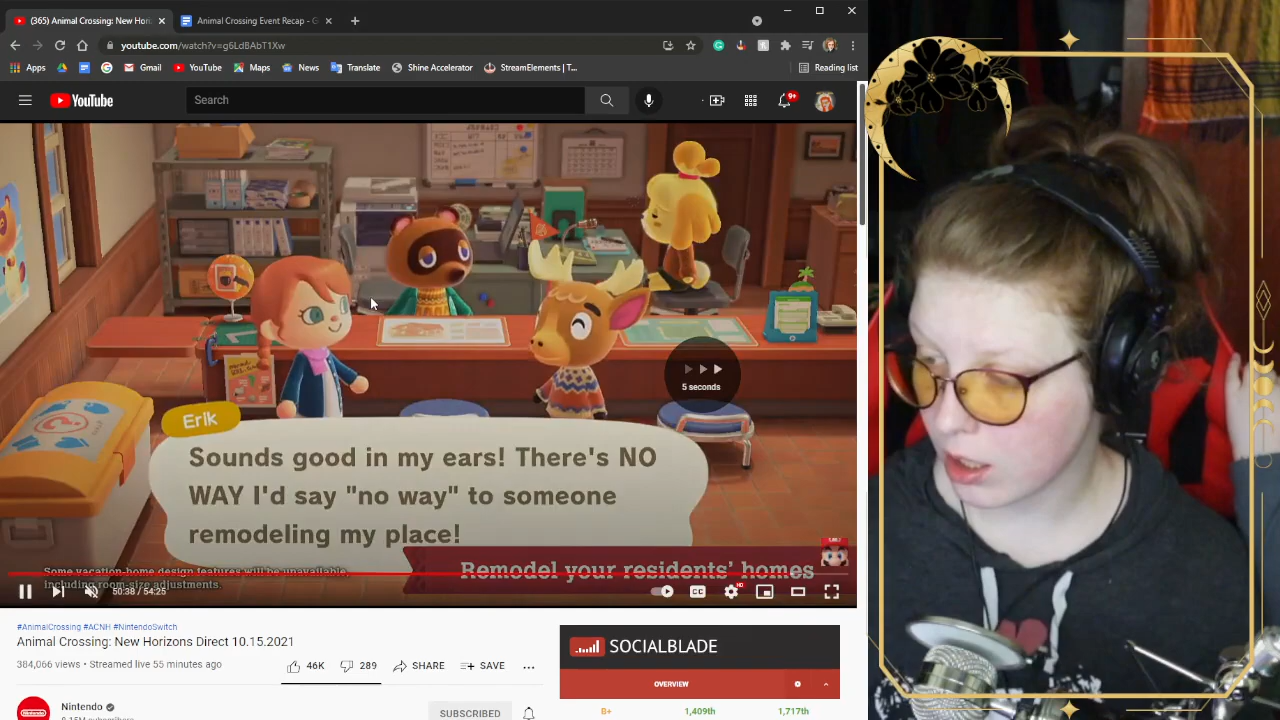 (365) Animal Crossing: New Hori
Animal Crossing Event Recap - G
youtube.com/watch?v=g6LdBAbT1Xw
Apps
Gmail
YouTube
Maps
News
Translate
Shine Accelerator
StreamElements | T...
Reading list
YouTube
Search
9+
5 seconds
Erik
Sounds good in my ears! There's NO
WAY I'd say "no way" to someone
remodeling my place!
Some vacation-home design features will be unavailable,
including room-size adjustments.
Remodel your residents' homes
50:38 / 54:25
CC
HD
#AnimalCrossing #ACNH #NintendoSwitch
Animal Crossing: New Horizons Direct 10.15.2021
384,066 views • Streamed live 55 minutes ago
46K
289
SHARE
SAVE
Nintendo
SUBSCRIBED
SOCIALBLADE
OVERVIEW
B+
1,409th
1,717th